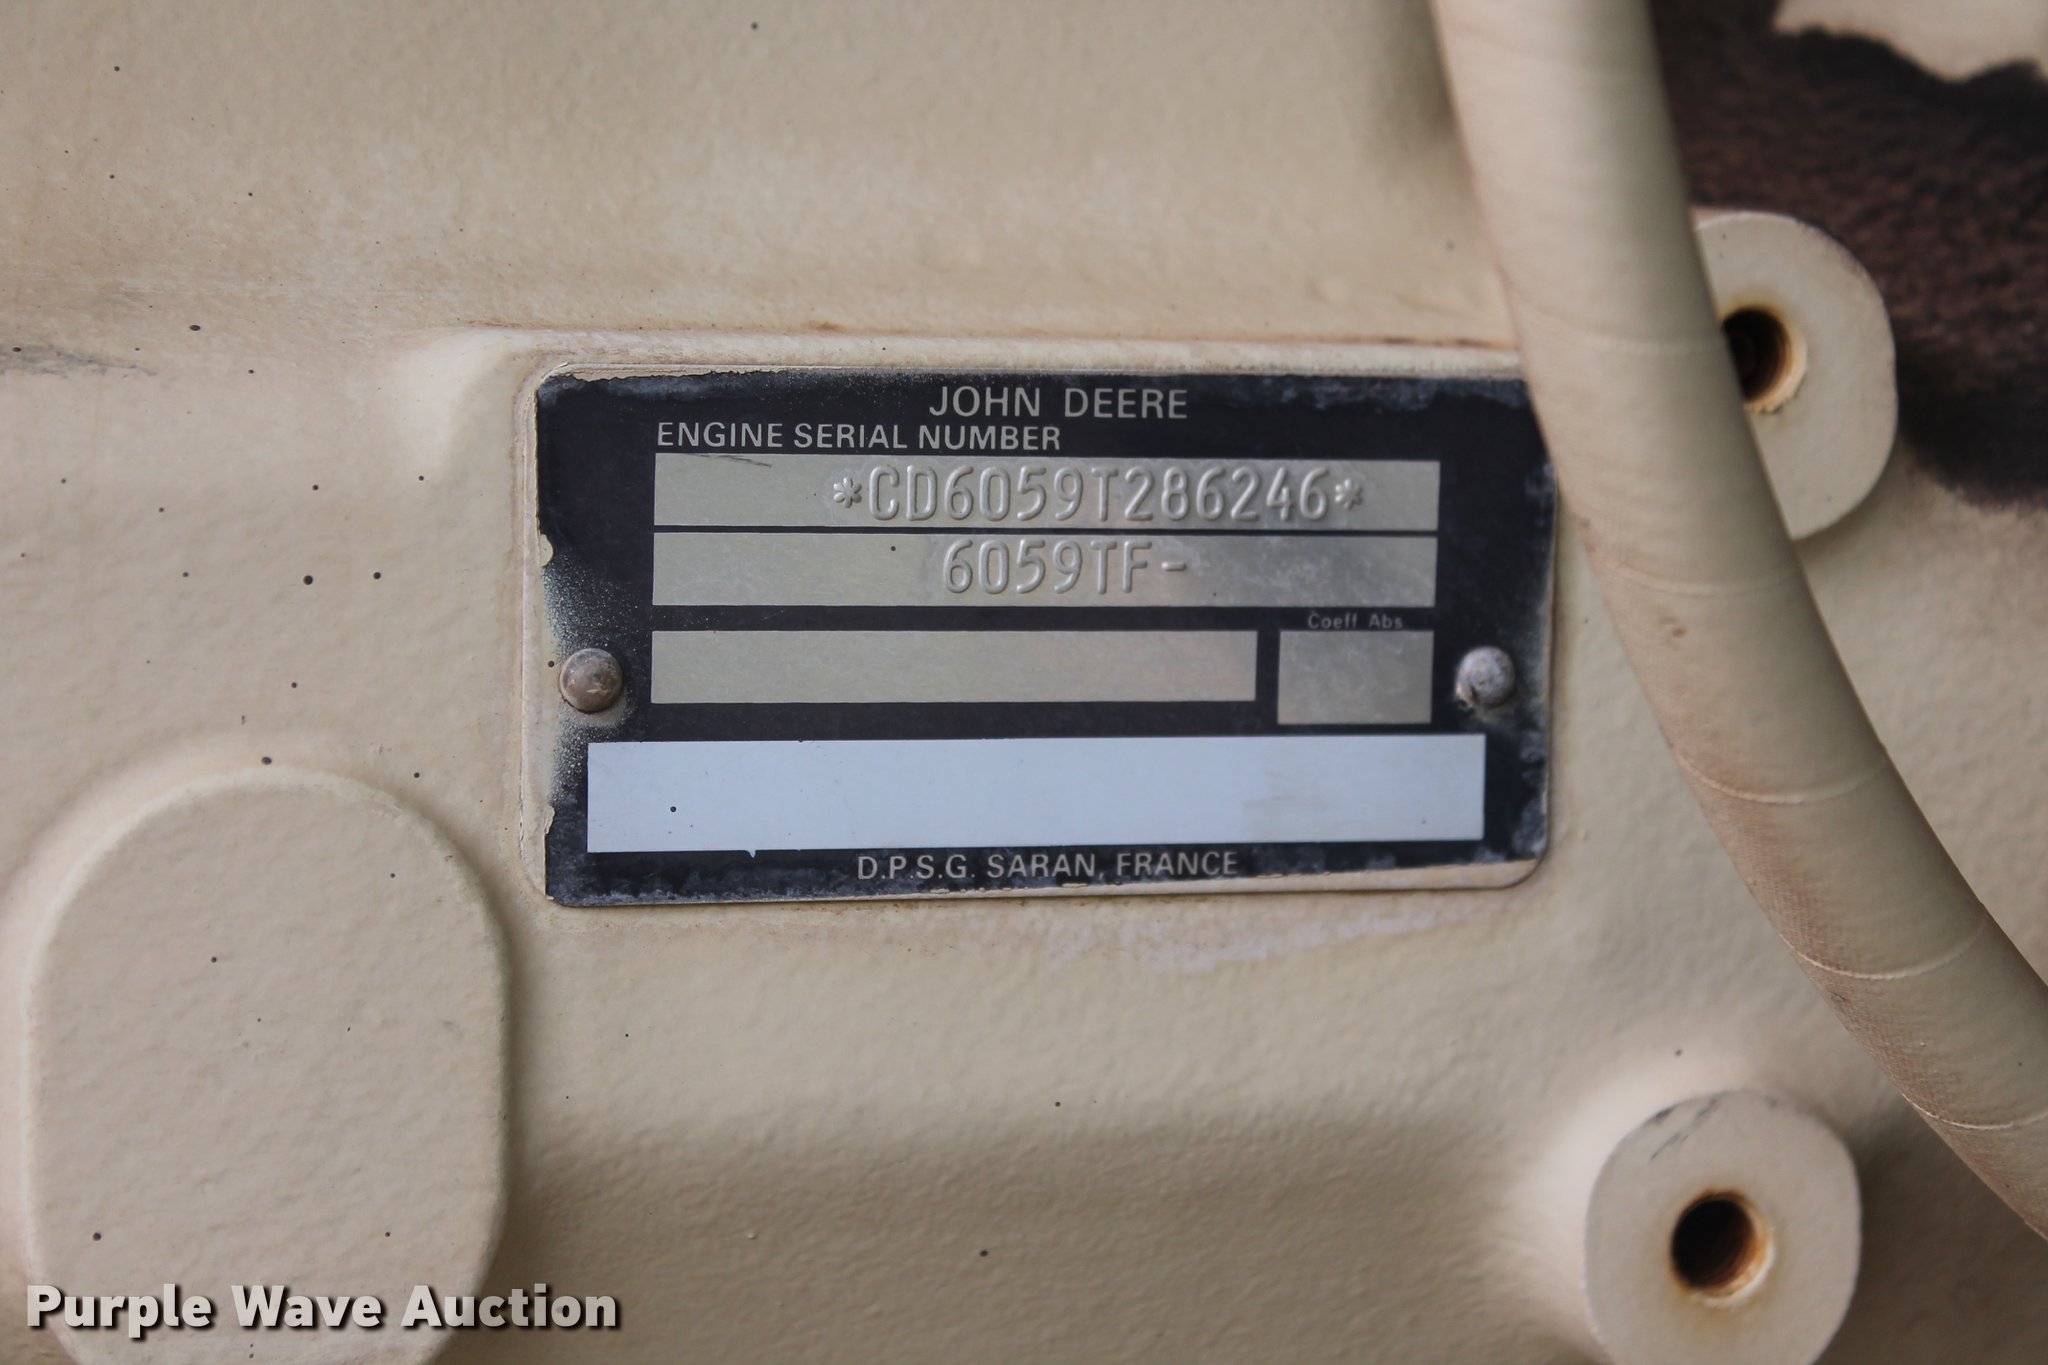 JOHN DEERE
ENGINE SERIAL NUMBER
*CD6059T286246*
6059TF-
Coeff Abs
D.P.S.G. SARAN, FRANCE
Purple Wave Auction